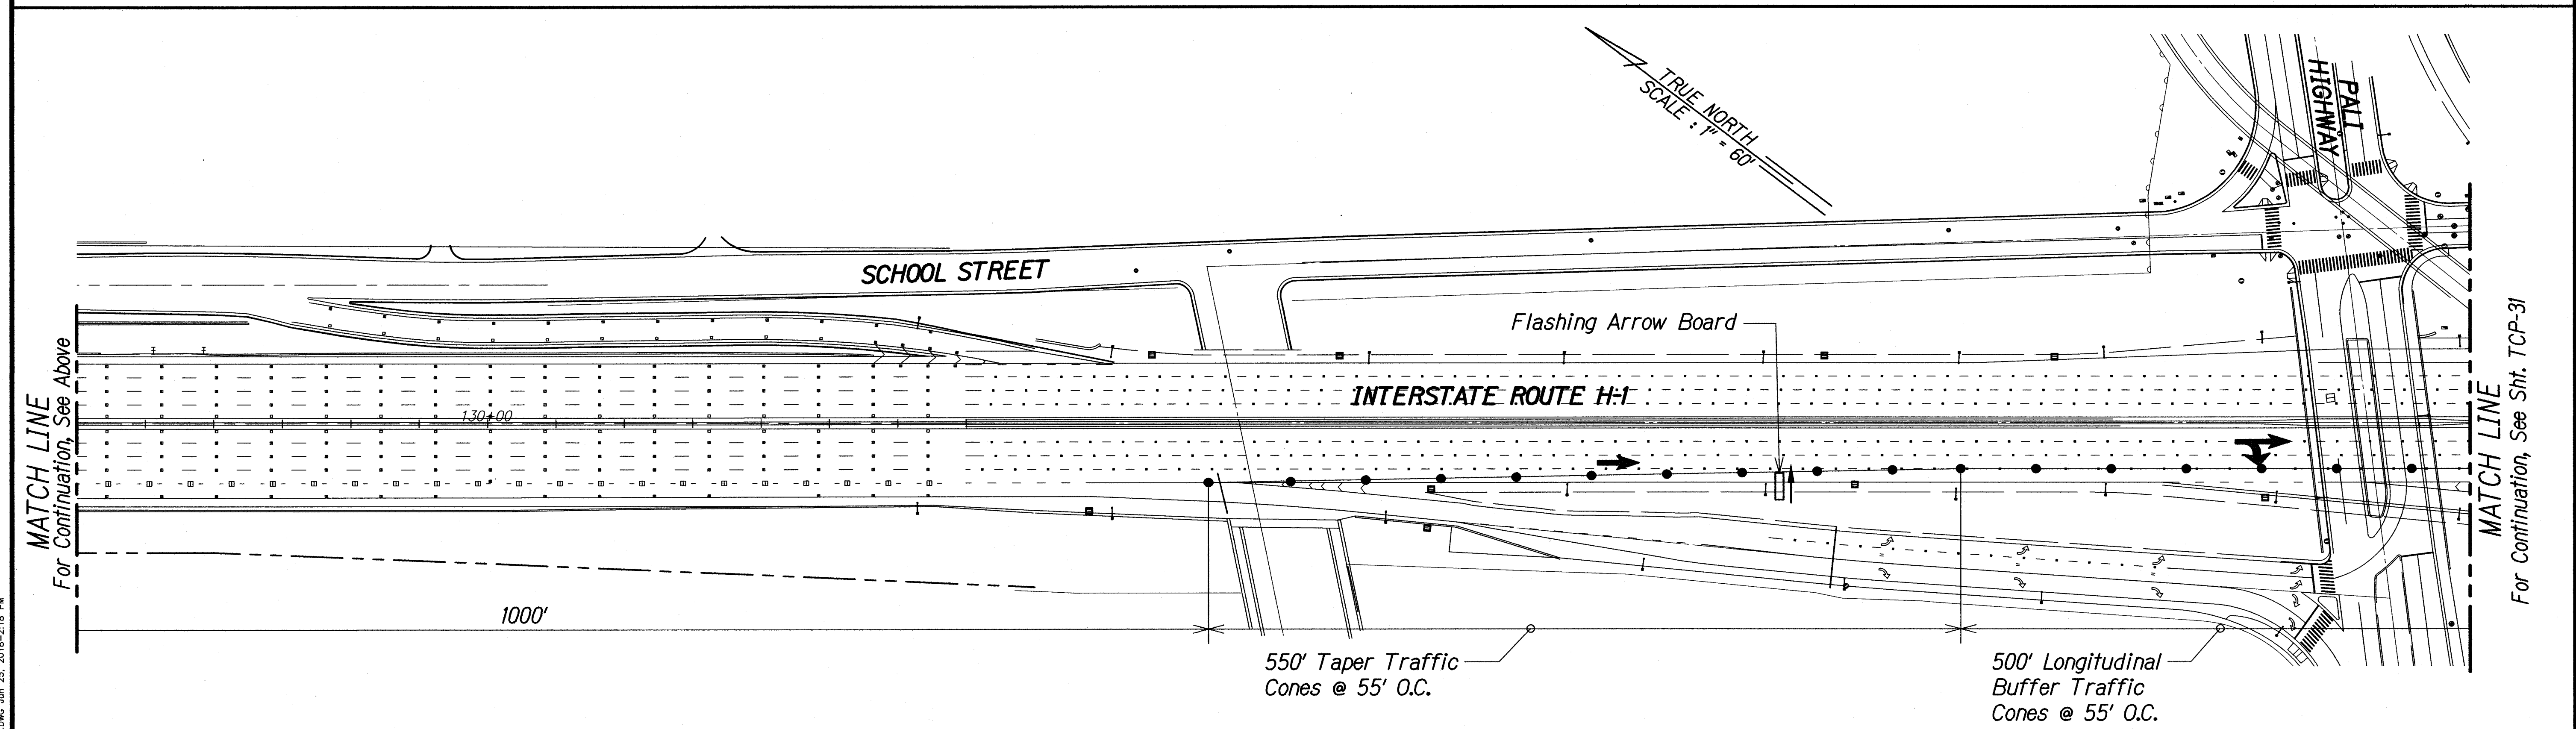 TRUE NORTH
SCALE : 1" = 60'
PALI
HIGHWAY
SCHOOL STREET
Flashing Arrow Board
INTERSTATE ROUTE H-1
130+00
MATCH LINE
For Continuation, See Above
MATCH LINE
For Continuation, See Sht. TCP-31
1000'
550' Taper Traffic
Cones @ 55' O.C.
500' Longitudinal
Buffer Traffic
Cones @ 55' O.C.